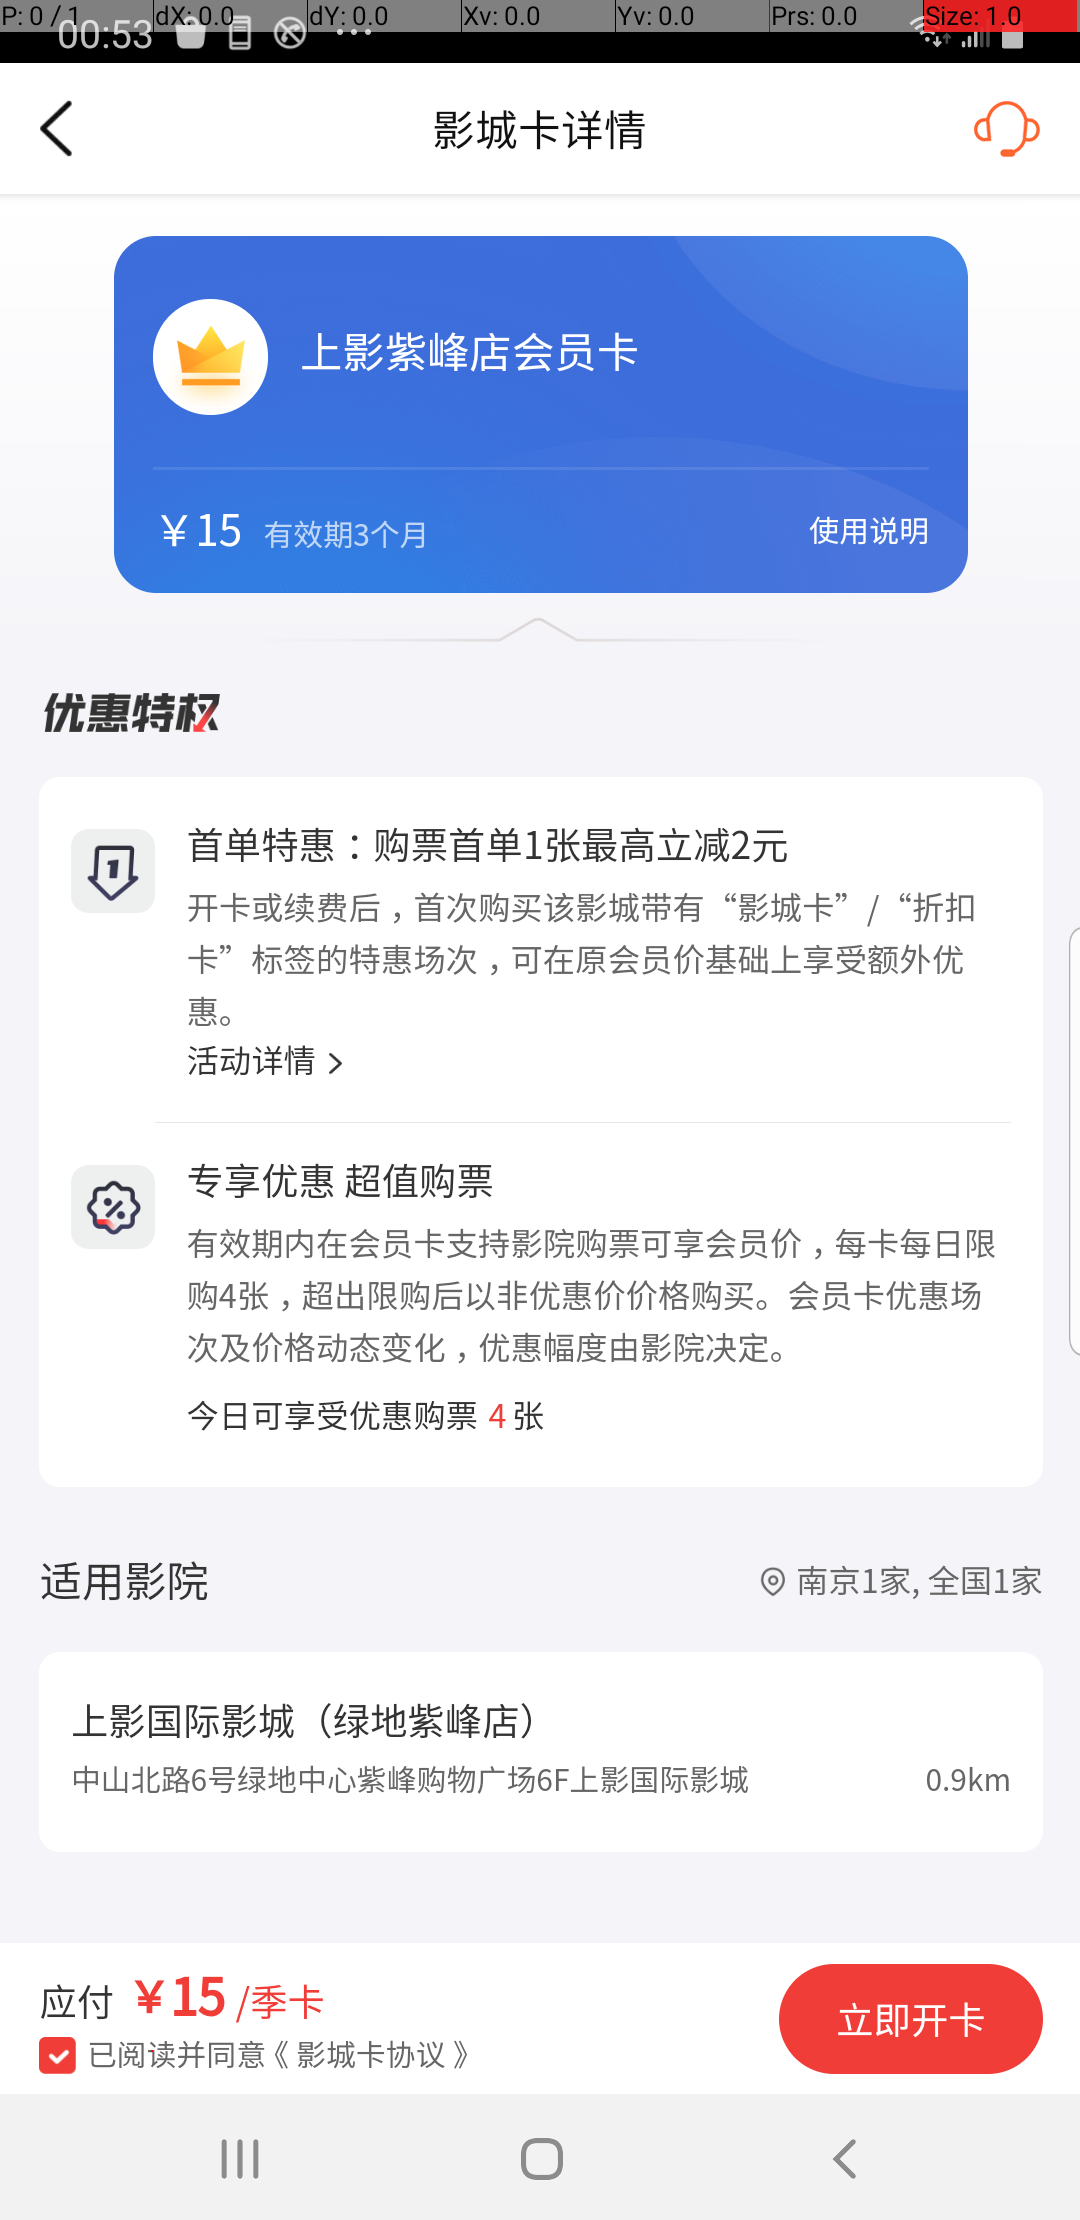 P: 0 / 1
dX: 0.0
dY: 0.0
Xv: 0.0
Yv: 0.0
Prs: 0.0
Size: 1.0
00:53
影城卡详情
上影紫峰店会员卡
￥15 有效期3个月
使用说明
优惠特权
首单特惠：购票首单1张最高立减2元
开卡或续费后，首次购买该影城带有“影城卡”/“折扣
卡”标签的特惠场次，可在原会员价基础上享受额外优
惠。
活动详情
专享优惠 超值购票
有效期内在会员卡支持影院购票可享会员价，每卡每日限
购4张，超出限购后以非优惠价价格购买。会员卡优惠场
次及价格动态变化，优惠幅度由影院决定。
今日可享受优惠购票 4 张
适用影院
南京1家, 全国1家
上影国际影城（绿地紫峰店）
中山北路6号绿地中心紫峰购物广场6F上影国际影城
0.9km
应付 ￥15 /季卡
已阅读并同意《 影城卡协议 》
立即开卡